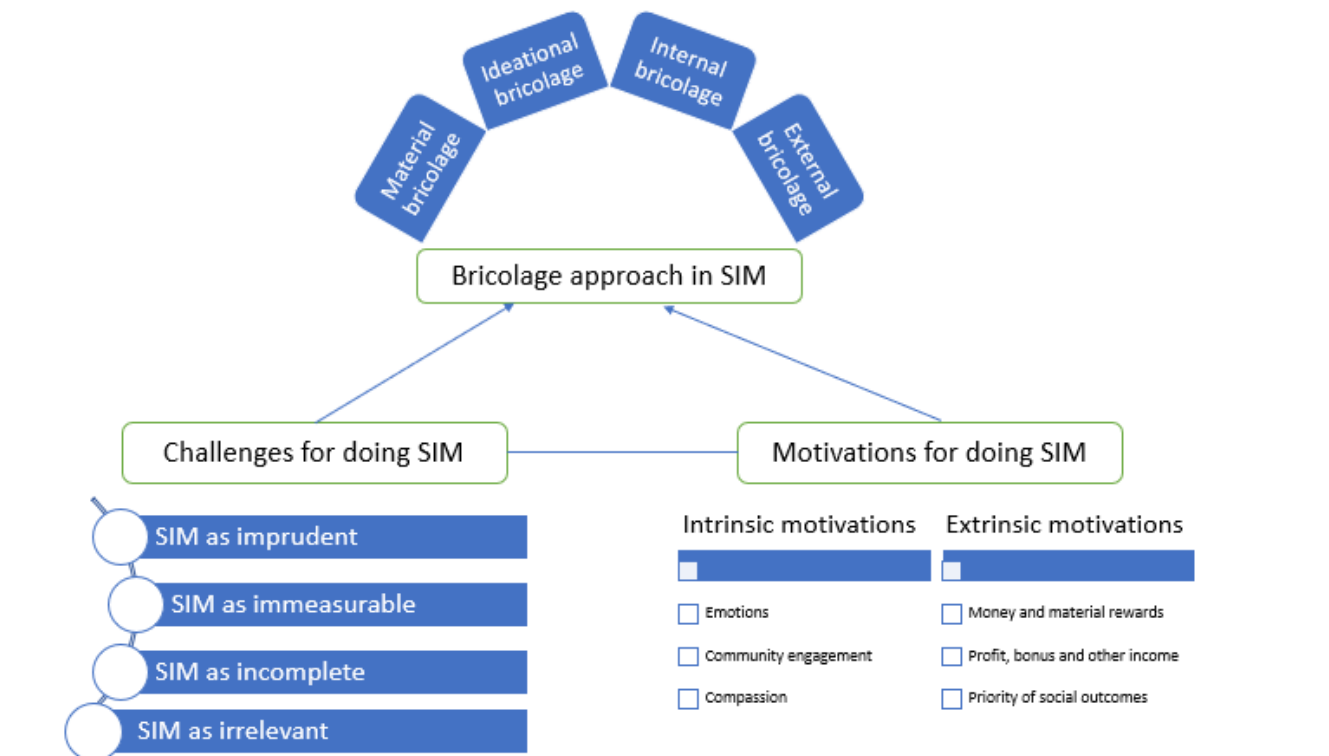 Material
bricolage
Ideational
bricolage
Internal
bricolage
External
bricolage
Bricolage approach in SIM
Challenges for doing SIM
Motivations for doing SIM
SIM as imprudent
SIM as immeasurable
SIM as incomplete
SIM as irrelevant
Intrinsic motivations
Emotions
Community engagement
Compassion
Extrinsic motivations
Money and material rewards
Profit, bonus and other income
Priority of social outcomes